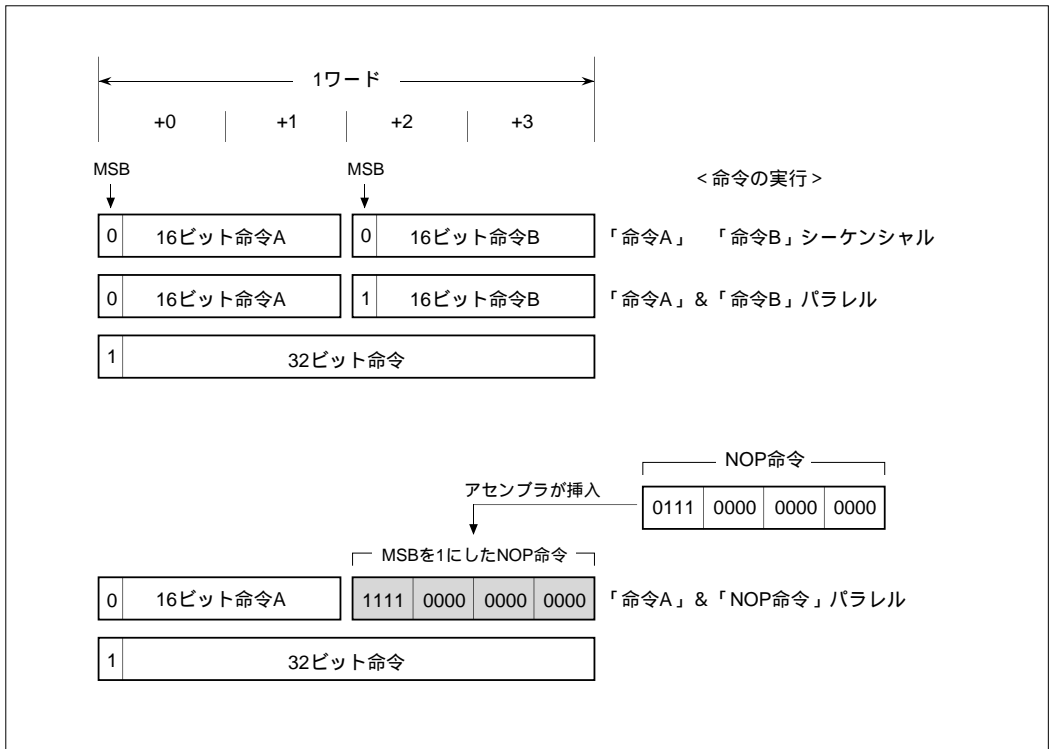 1ワード
+0 +1 +2 +3
MSB MSB
<命令の実行>
0 16ビット命令A 0 16ビット命令B 「命令A」 「命令B」シーケンシャル
0 16ビット命令A 1 16ビット命令B 「命令A」&「命令B」パラレル
1 32ビット命令
NOP命令
アセンブラが挿入
0111 0000 0000 0000
MSBを1にしたNOP命令
0 16ビット命令A 1111 0000 0000 0000 「命令A」&「NOP命令」パラレル
1 32ビット命令